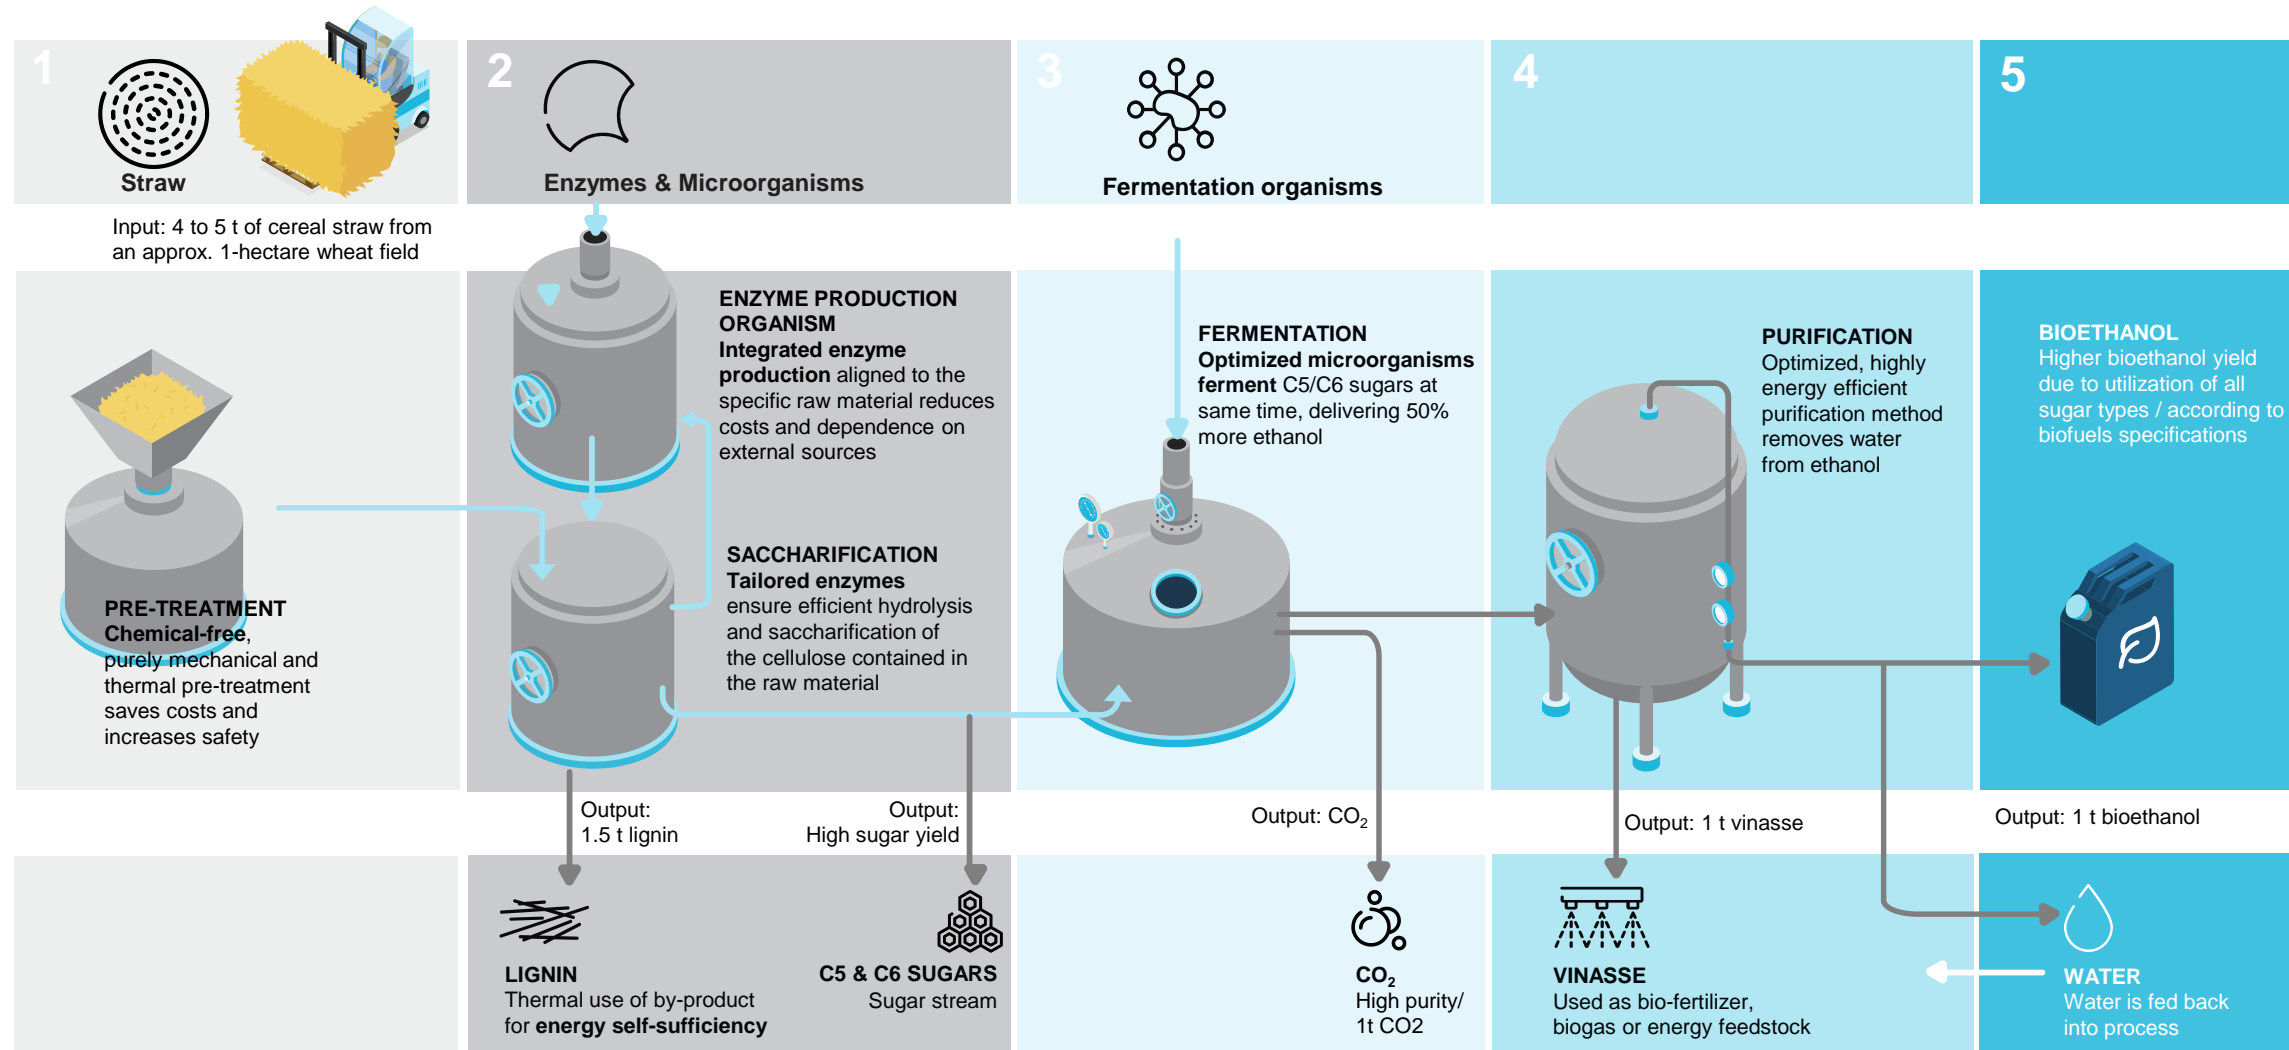 1
Straw
Input: 4 to 5 t of cereal straw from
an approx. 1-hectare wheat field
PRE-TREATMENT
Chemical-free,
purely mechanical and
thermal pre-treatment
saves costs and
increases safety
2
Enzymes & Microorganisms
ENZYME PRODUCTION
ORGANISM
Integrated enzyme
production aligned to the
specific raw material reduces
costs and dependence on
external sources
SACCHARIFICATION
Tailored enzymes
ensure efficient hydrolysis
and saccharification of
the cellulose contained in
the raw material
Output:
1.5 t lignin
Output:
High sugar yield
LIGNIN
Thermal use of by-product
for energy self-sufficiency
C5 & C6 SUGARS
Sugar stream
3
Fermentation organisms
FERMENTATION
Optimized microorganisms
ferment C5/C6 sugars at
same time, delivering 50%
more ethanol
Output: CO₂
CO₂
High purity/
1t CO2
4
PURIFICATION
Optimized, highly
energy efficient
purification method
removes water
from ethanol
Output: 1 t vinasse
VINASSE
Used as bio-fertilizer,
biogas or energy feedstock
5
BIOETHANOL
Higher bioethanol yield
due to utilization of all
sugar types / according to
biofuels specifications
Output: 1 t bioethanol
WATER
Water is fed back
into process